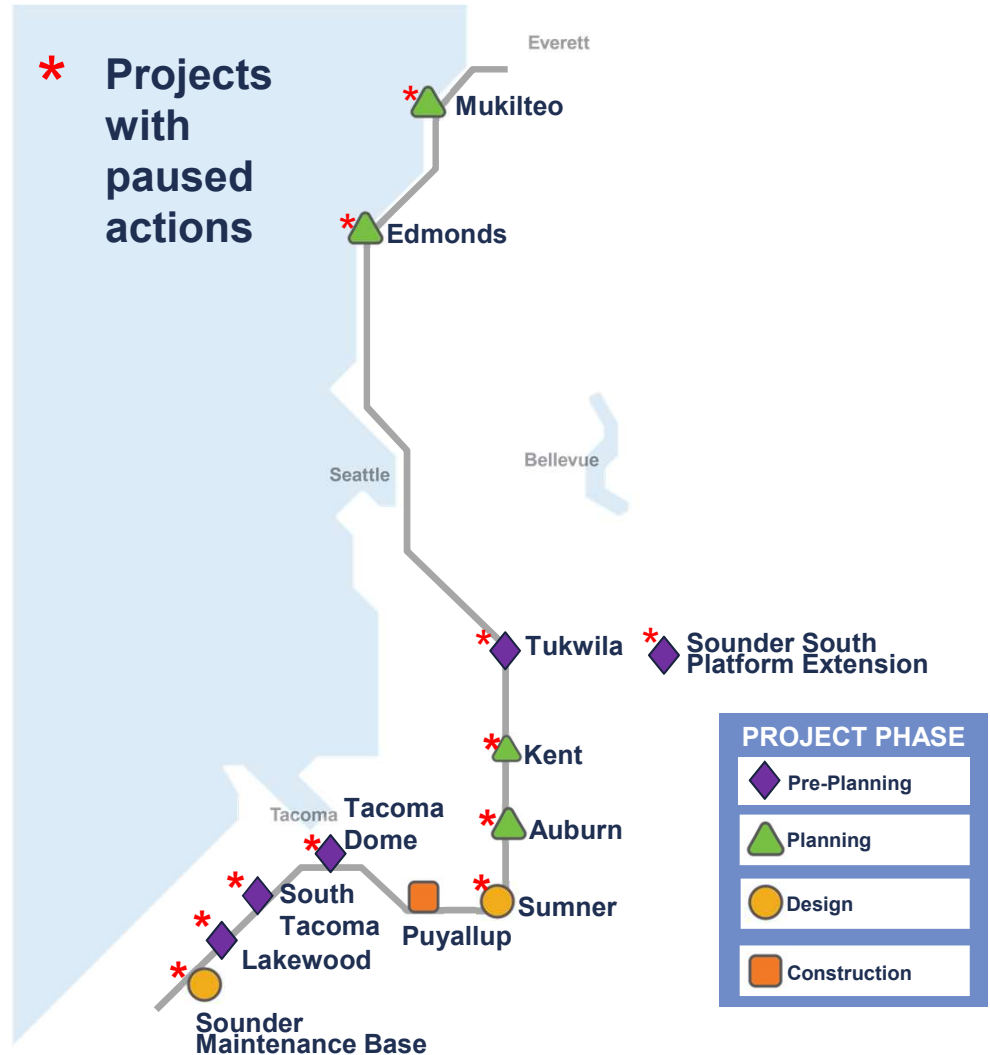 * Projects
with
paused
actions
Everett
* Mukilteo
* Edmonds
Seattle
Bellevue
* Tukwila
* Sounder South
Platform Extension
* Kent
* Auburn
Tacoma
* Tacoma
Dome
* South
Tacoma
* Sumner
Puyallup
* Lakewood
* Sounder
Maintenance Base
PROJECT PHASE
Pre-Planning
Planning
Design
Construction